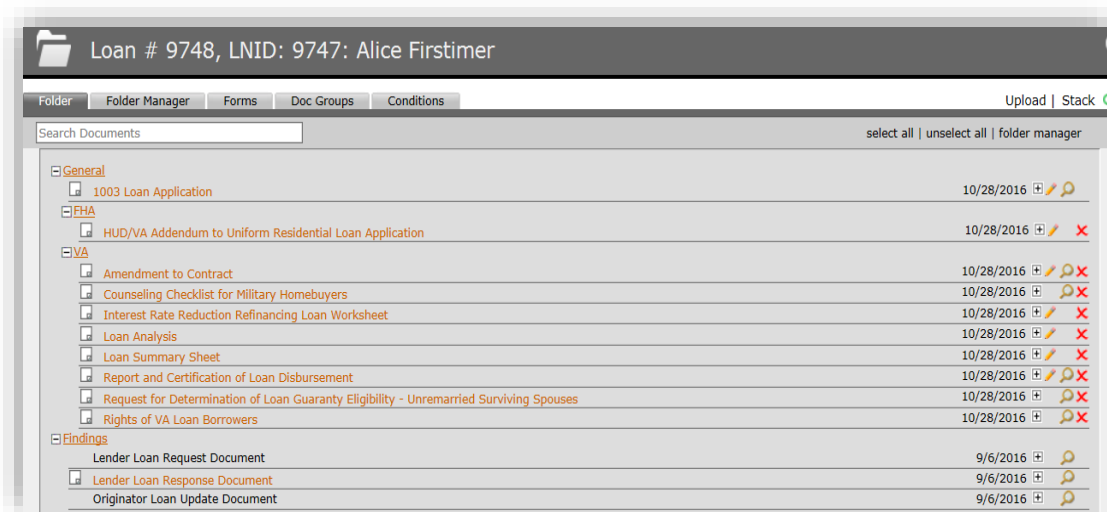 Loan # 9748, LNID: 9747: Alice Firstimer
Folder Folder Manager Forms Doc Groups Conditions Upload | Stack
Search Documents select all | unselect all | folder manager
General
1003 Loan Application 10/28/2016
FHA
HUD/VA Addendum to Uniform Residential Loan Application 10/28/2016
VA
Amendment to Contract 10/28/2016
Counseling Checklist for Military Homebuyers 10/28/2016
Interest Rate Reduction Refinancing Loan Worksheet 10/28/2016
Loan Analysis 10/28/2016
Loan Summary Sheet 10/28/2016
Report and Certification of Loan Disbursement 10/28/2016
Request for Determination of Loan Guaranty Eligibility - Unremarried Surviving Spouses 10/28/2016
Rights of VA Loan Borrowers 10/28/2016
Findings
Lender Loan Request Document 9/6/2016
Lender Loan Response Document 9/6/2016
Originator Loan Update Document 9/6/2016